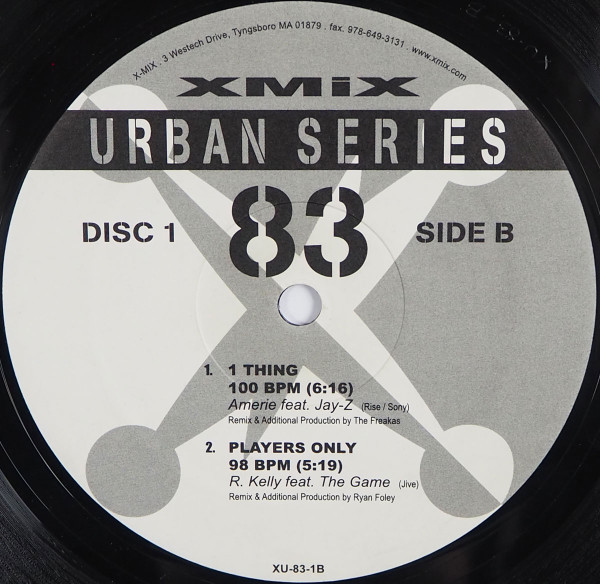 X-MIX . 3 Westech Drive, Tyngsboro MA 01879 . fax. 978-649-3131 . www.xmix.com
XMiX
URBAN SERIES
83
DISC 1
SIDE B
1. 1 THING
100 BPM (6:16)
Amerie feat. Jay-Z (Rise / Sony)
Remix & Additional Production by The Freakas
2. PLAYERS ONLY
98 BPM (5:19)
R. Kelly feat. The Game (Jive)
Remix & Additional Production by Ryan Foley
XU-83-1B